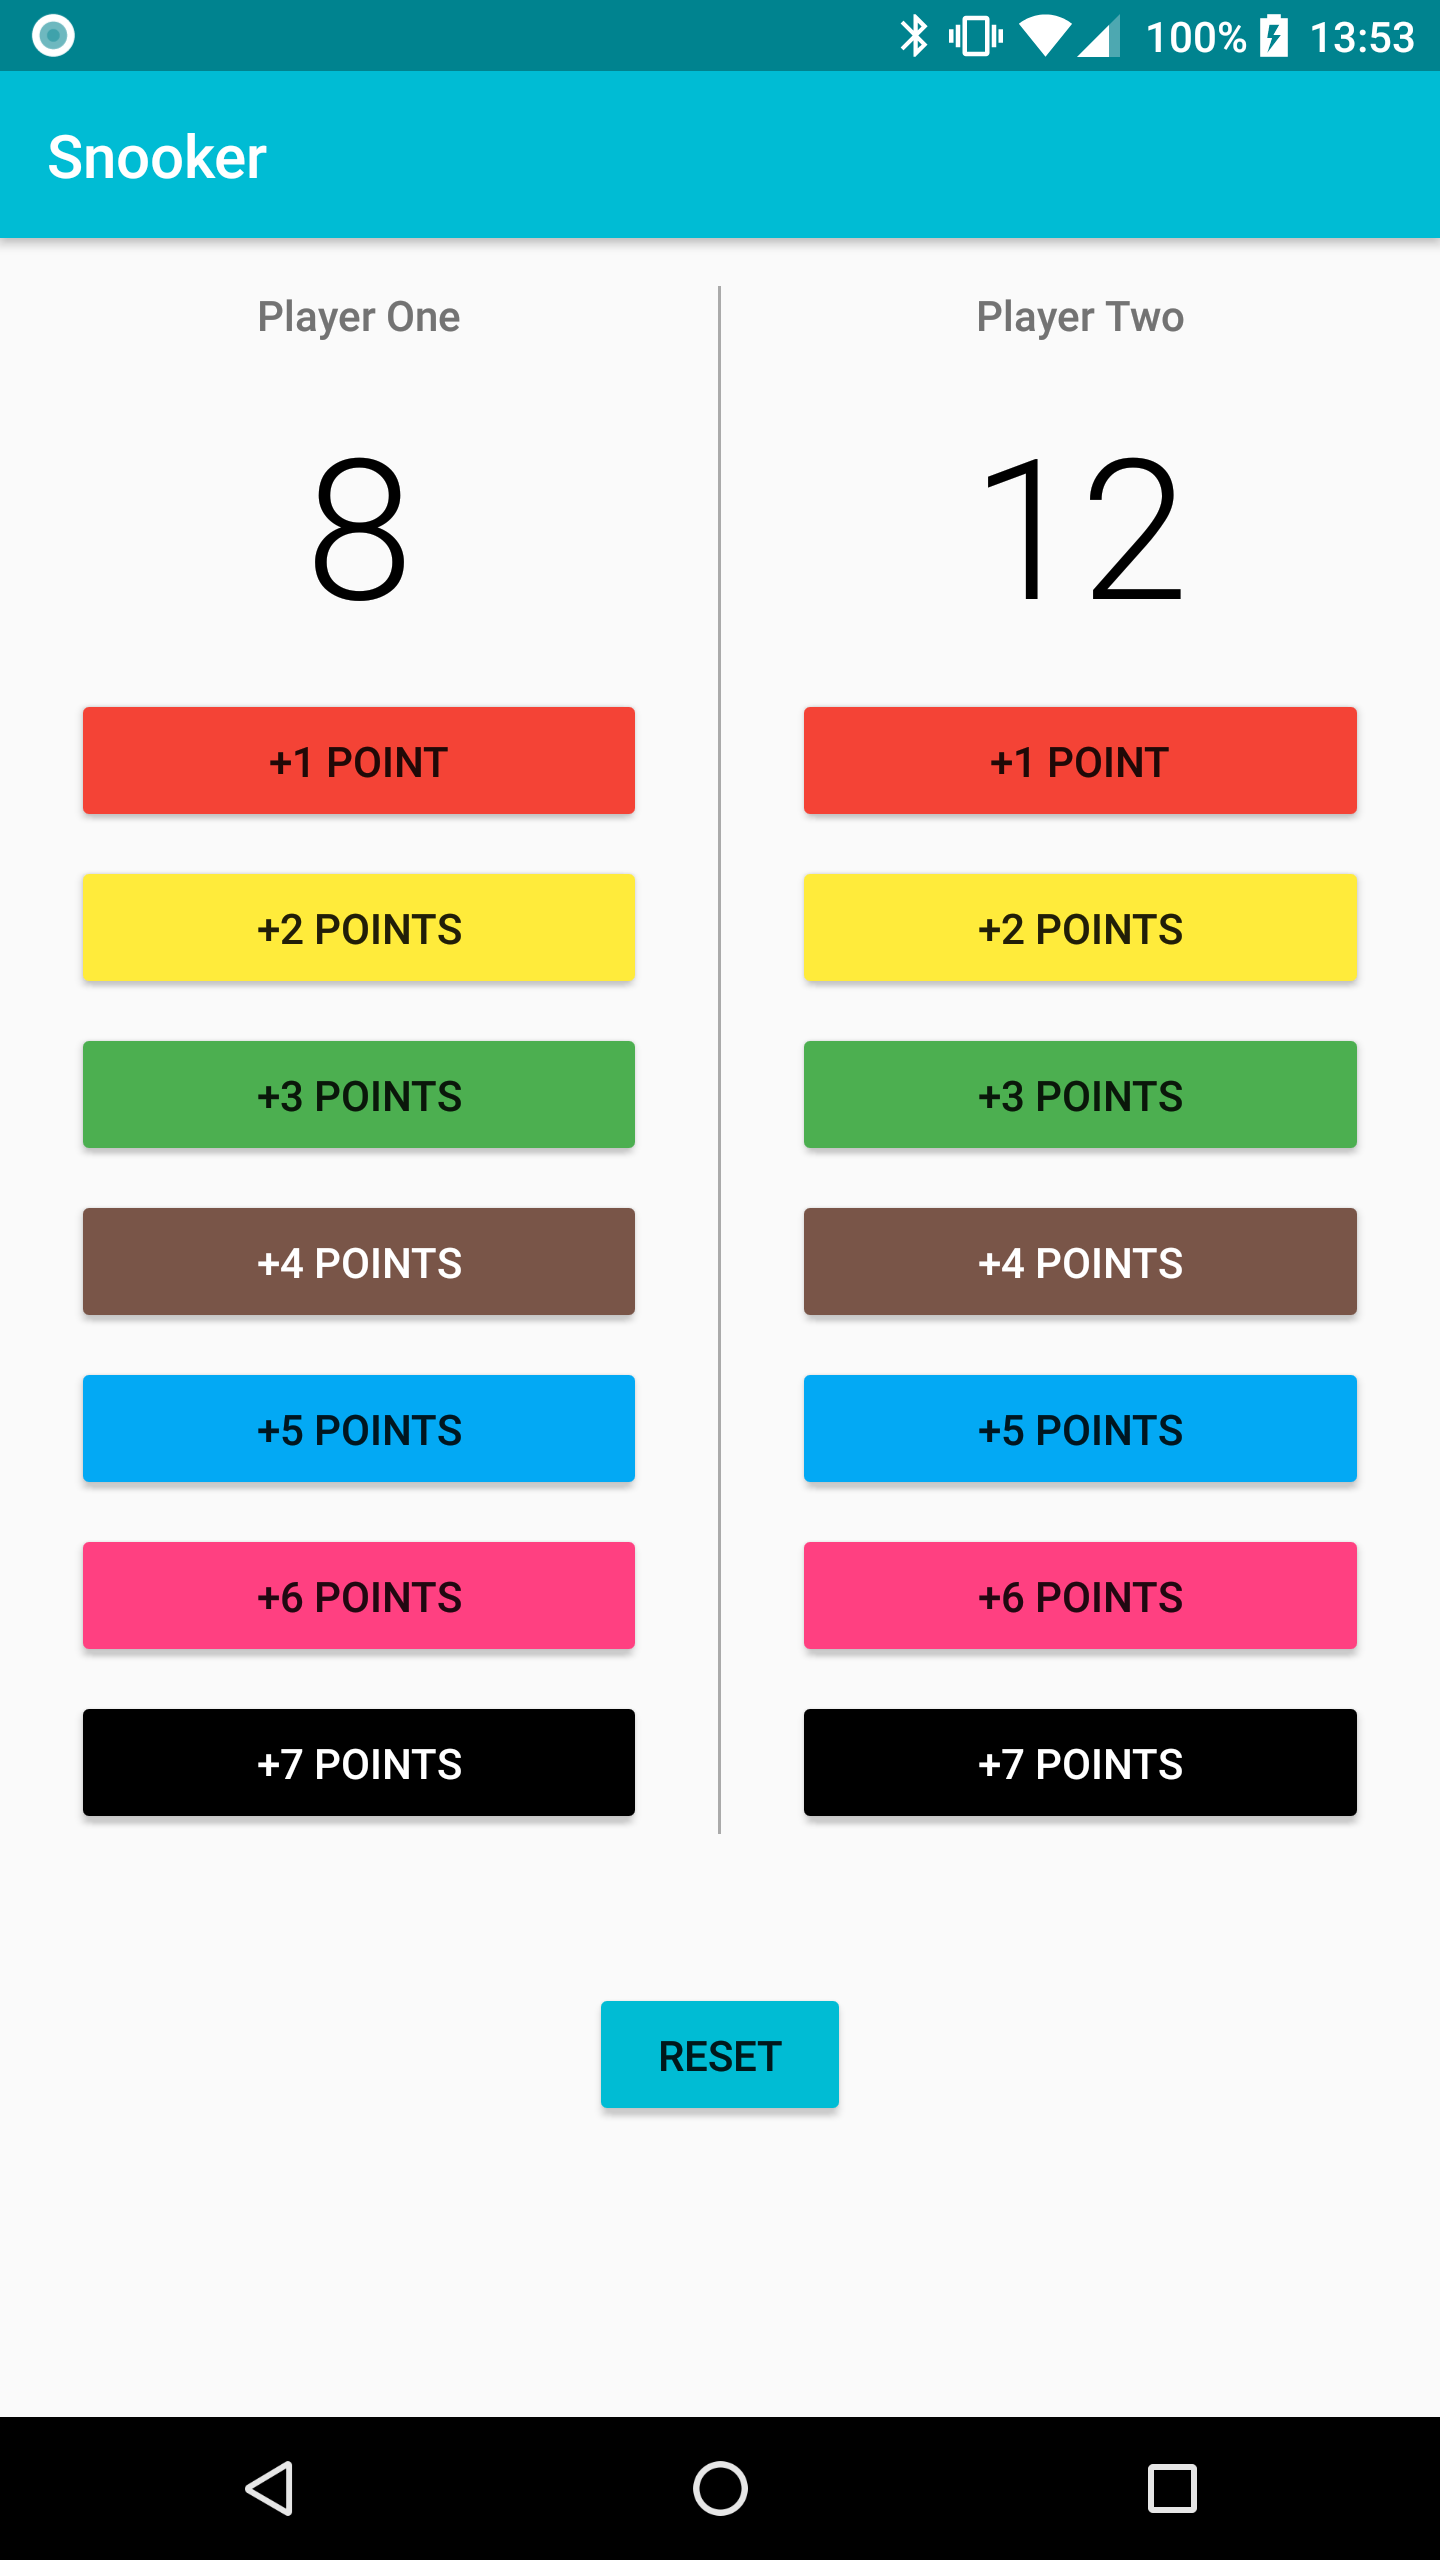 100% 13:53
Snooker
Player One
8
+1 POINT
+2 POINTS
+3 POINTS
+4 POINTS
+5 POINTS
+6 POINTS
+7 POINTS
Player Two
12
+1 POINT
+2 POINTS
+3 POINTS
+4 POINTS
+5 POINTS
+6 POINTS
+7 POINTS
RESET